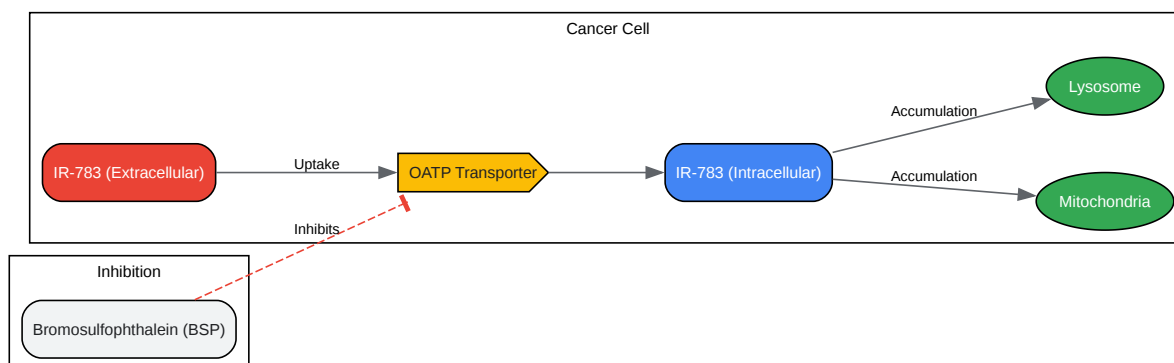 Cancer Cell
IR-783 (Extracellular)
Uptake
OATP Transporter
IR-783 (Intracellular)
Accumulation
Lysosome
Accumulation
Mitochondria
Inhibits
Inhibition
Bromosulfophthalein (BSP)